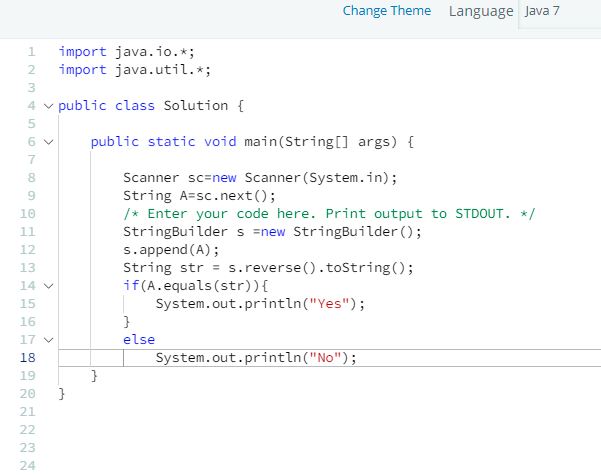 Change Theme Language Java 7
1 import java.io.*;
2 import java.util.*;
3
4 public class Solution {
5
6 public static void main(String[] args) {
7
8 Scanner sc=new Scanner(System.in);
9 String A=sc.next();
10 /* Enter your code here. Print output to STDOUT. */
11 StringBuilder s =new StringBuilder();
12 s.append(A);
13 String str = s.reverse().toString();
14 if(A.equals(str)){
15 System.out.println("Yes");
16 }
17 else
18 System.out.println("No");
19 }
20 }
21
22
23
24